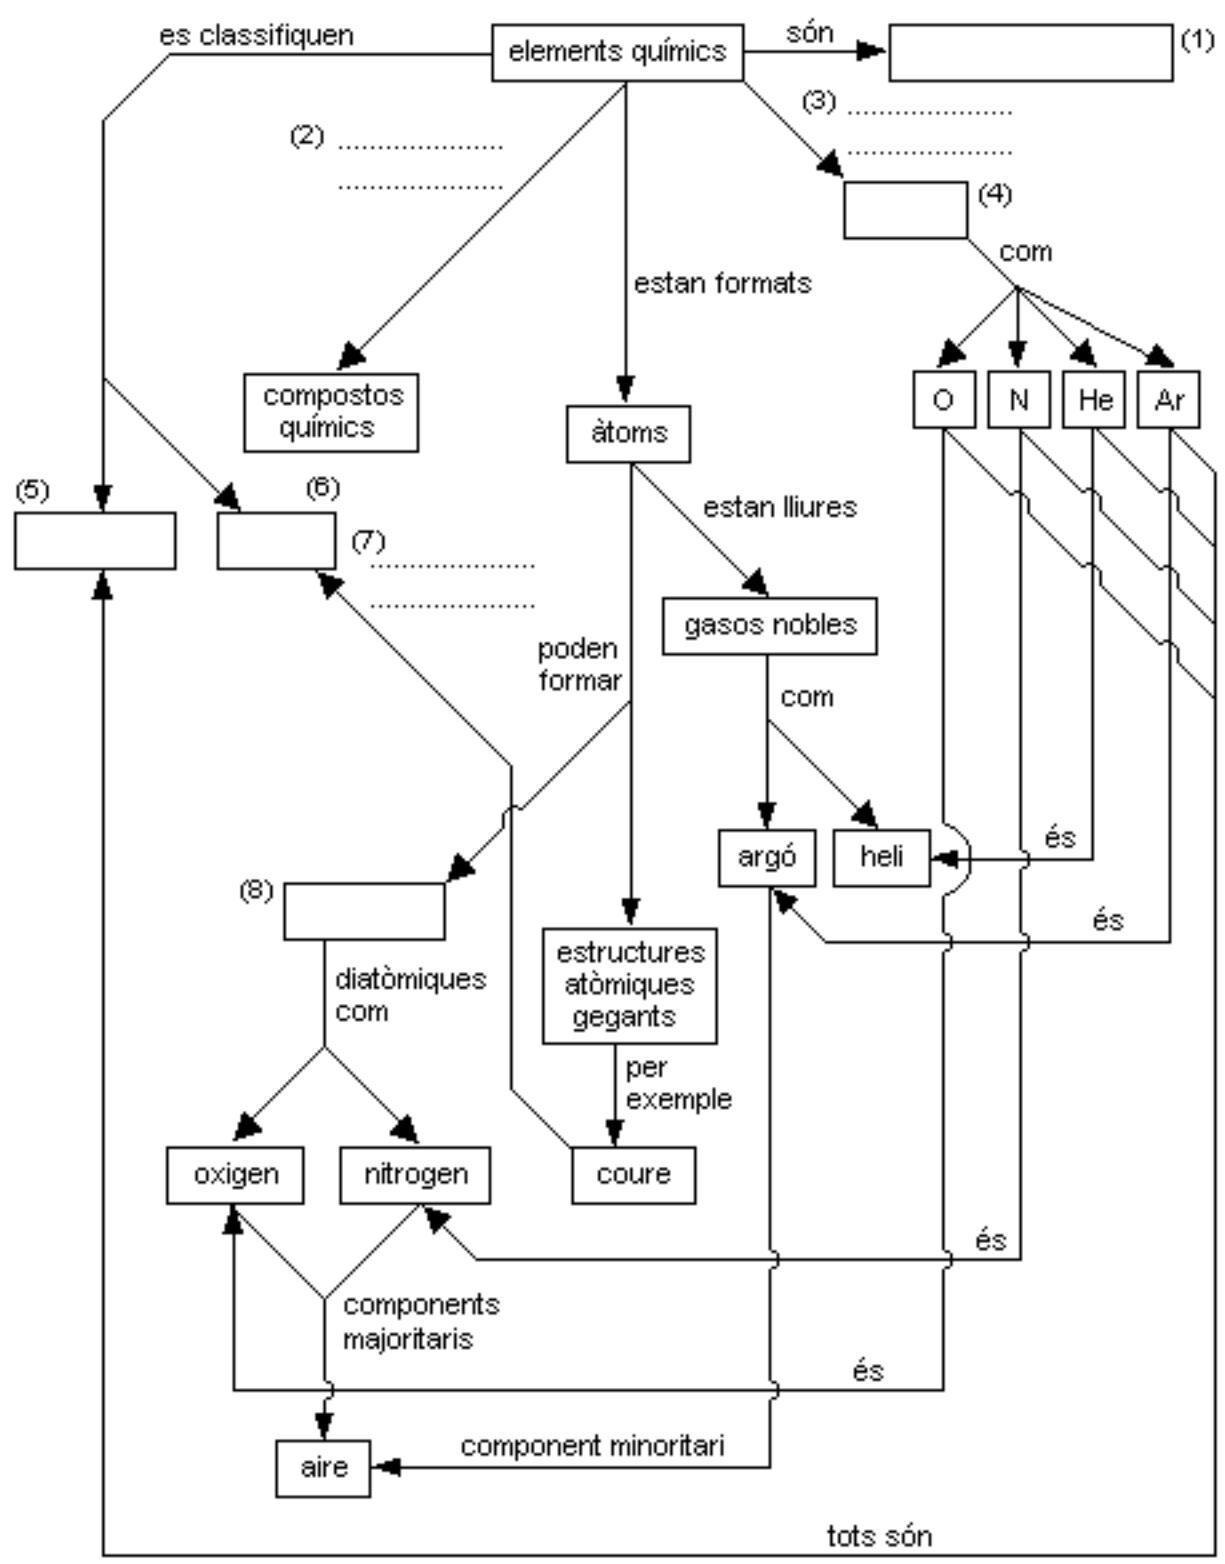 es classifiquen
elements químics
són
(1)
(2)
(3)
(4)
com
estan formats
O
N
He
Ar
compostos
químics
àtoms
(5)
(6)
(7)
estan lliures
gasos nobles
poden
formar
com
argó
heli
és
és
(8)
diatòmiques
com
estructures
atòmiques
gegants
per
exemple
oxigen
nitrogen
coure
és
components
majoritaris
és
aire
component minoritari
tots són